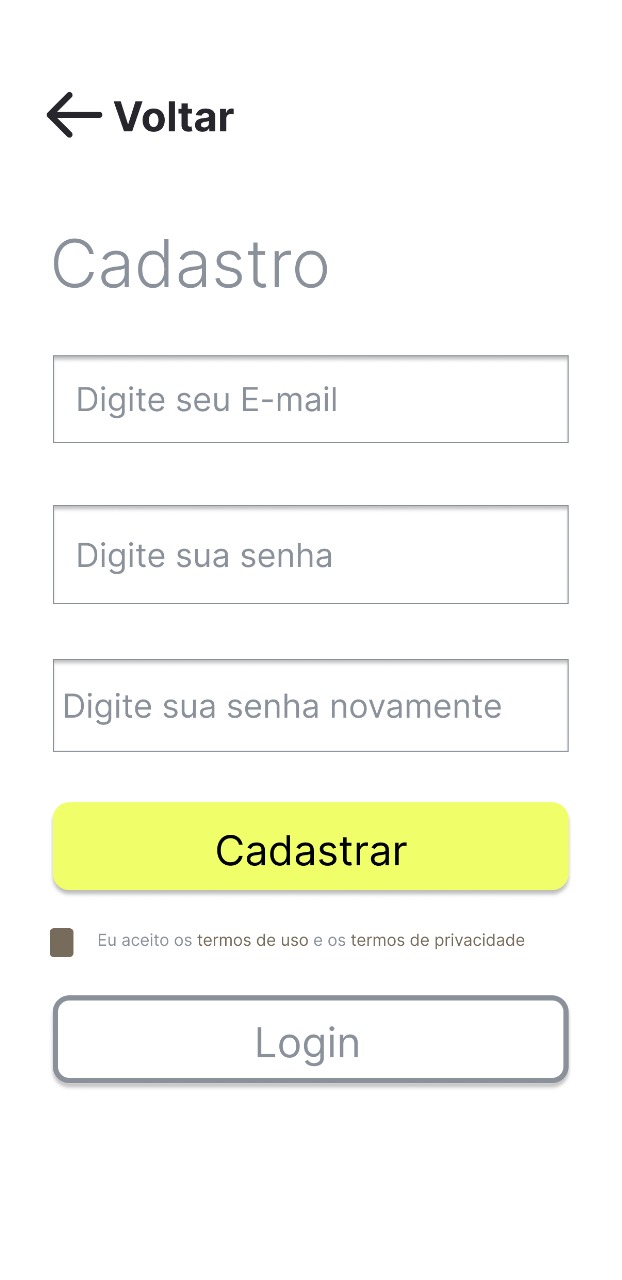 Voltar
Cadastro
Digite seu E-mail
Digite sua senha
Digite sua senha novamente
Cadastrar
Eu aceito os termos de uso e os termos de privacidade
Login